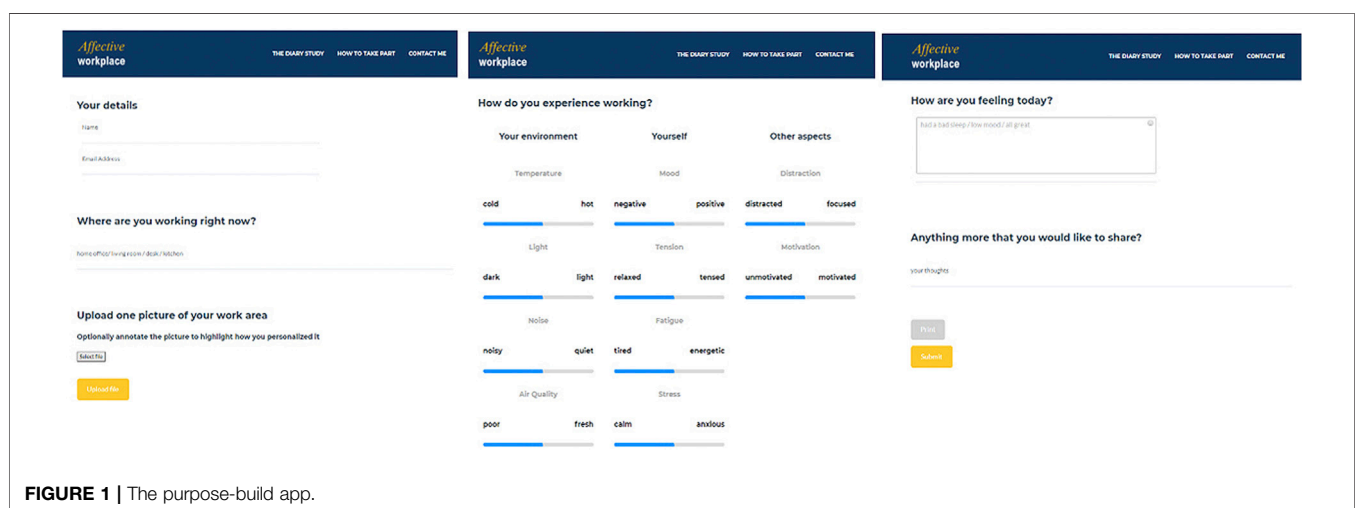 Affective
workplace
THE DIARY STUDY HOW TO TAKE PART CONTACT ME
Your details
Name
Email Address
Where are you working right now?
home office/ living room / desk / kitchen
Upload one picture of your work area
Optionally annotate the picture to highlight how you personalized it
Select file
Upload file
Affective
workplace
THE DIARY STUDY HOW TO TAKE PART CONTACT ME
How do you experience working?
Your environment Yourself Other aspects
Temperature Mood Distraction
cold hot negative positive distracted focused
Light Tension Motivation
dark light relaxed tensed unmotivated motivated
Noise Fatigue
noisy quiet tired energetic
Air Quality Stress
poor fresh calm anxious
Affective
workplace
THE DIARY STUDY HOW TO TAKE PART CONTACT ME
How are you feeling today?
had a bad sleep / low mood / all great
Anything more that you would like to share?
your thoughts
Print
Submit
FIGURE 1 | The purpose-build app.